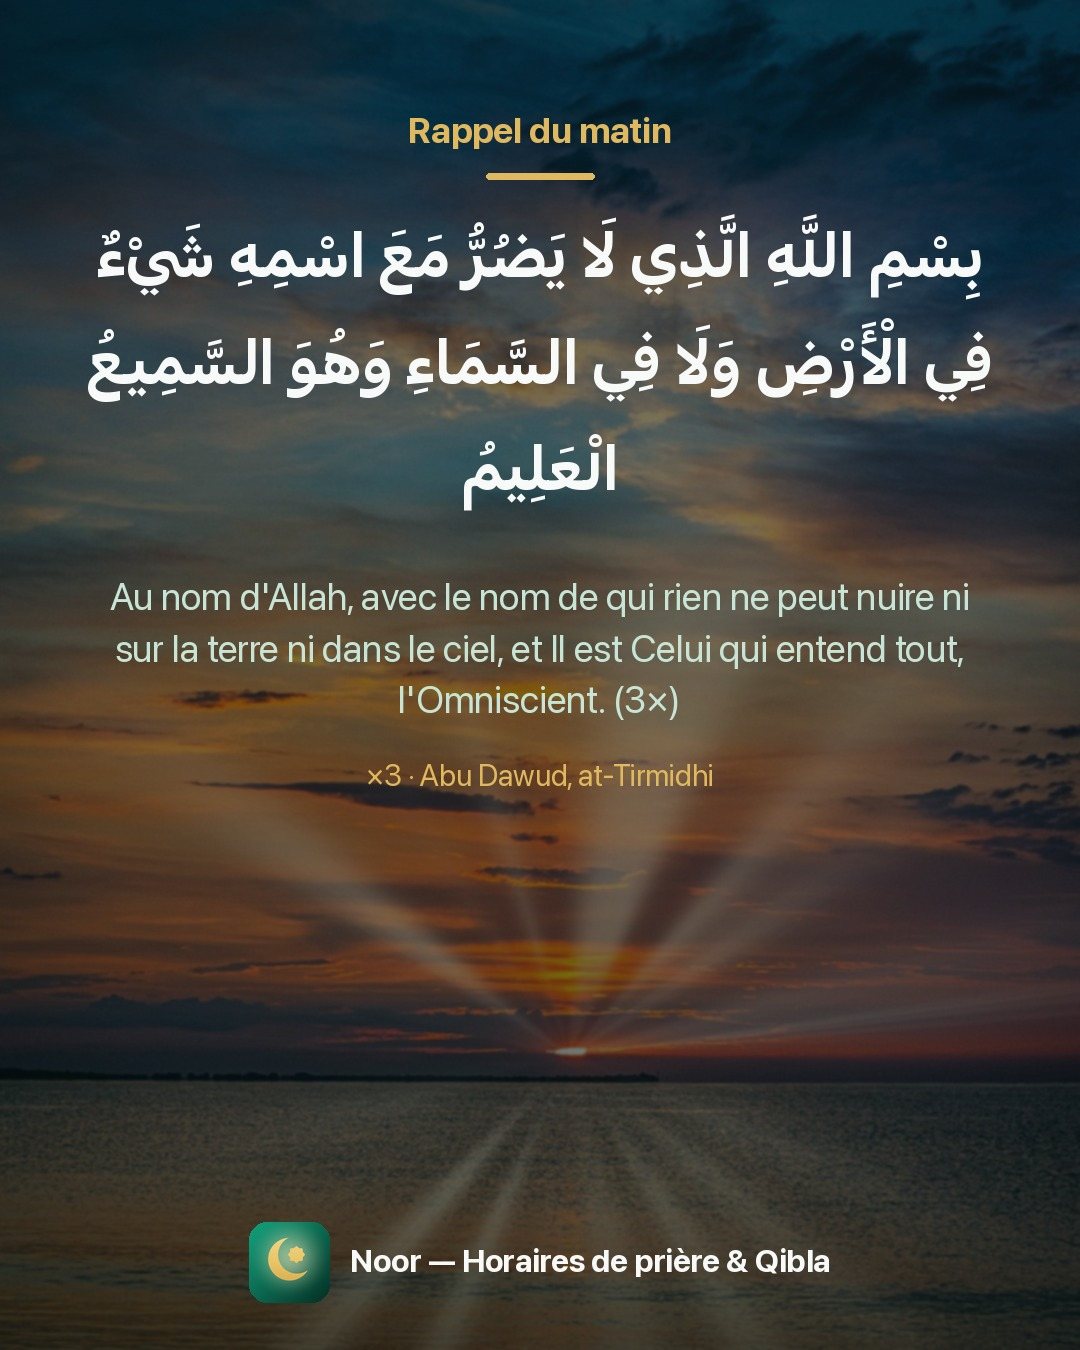 Rappel du matin
بِسْمِ اللَّهِ الَّذِي لَا يَضُرُّ مَعَ اسْمِهِ شَيْءٌ
فِي الْأَرْضِ وَلَا فِي السَّمَاءِ وَهُوَ السَّمِيعُ
الْعَلِيمُ
Au nom d'Allah, avec le nom de qui rien ne peut nuire ni
sur la terre ni dans le ciel, et Il est Celui qui entend tout,
l'Omniscient. (3×)
×3 · Abu Dawud, at-Tirmidhi
Noor — Horaires de prière & Qibla